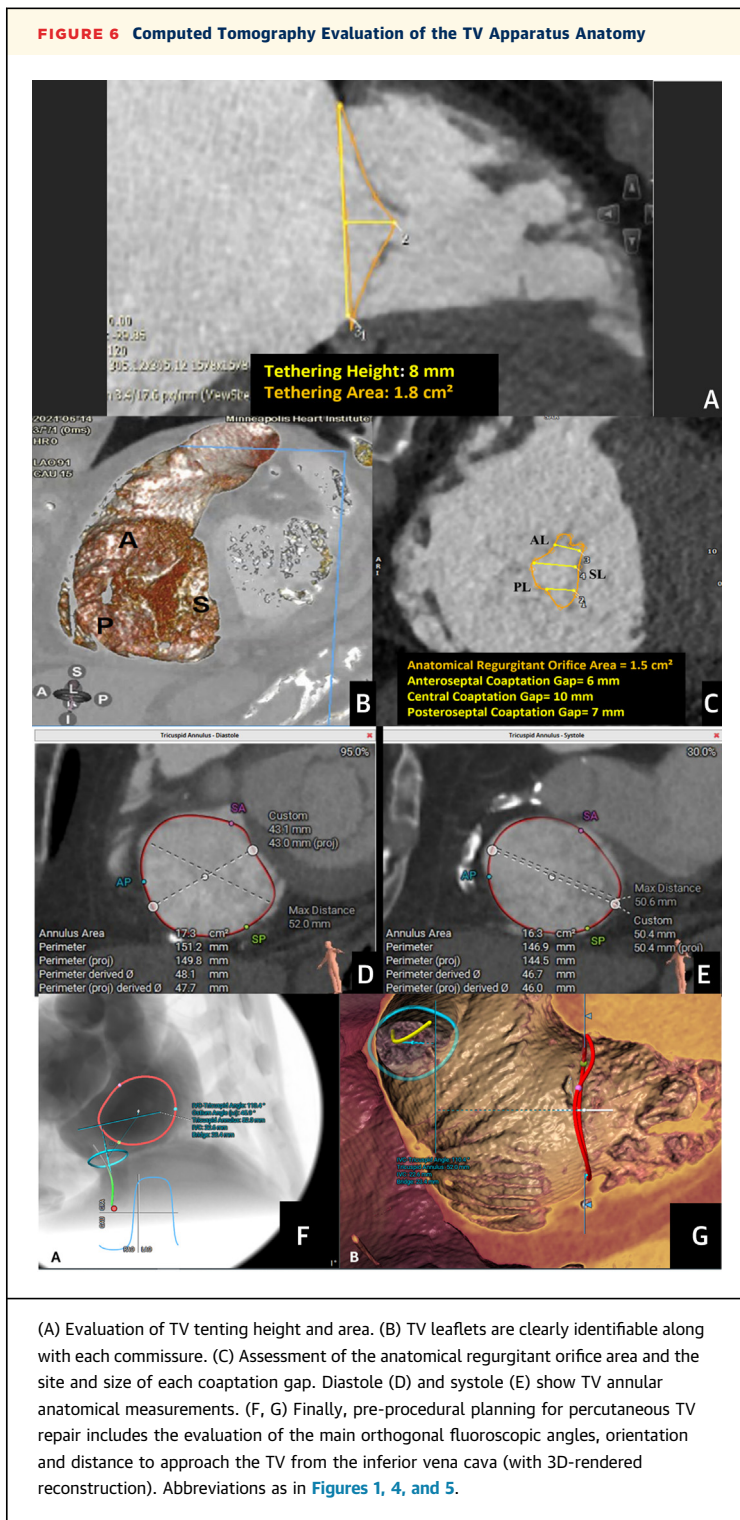 FIGURE 6 Computed Tomography Evaluation of the TV Apparatus Anatomy
2
Tethering Height: 8 mm
Tethering Area: 1.8 cm²
A
Minneapolis Heart Institute
HR0
LAO91
CAU 15
A
S
P
S
A
P
L
I
B
AL
3
4
SL
PL
2
10
Anatomical Regurgitant Orifice Area = 1.5 cm²
Anteroseptal Coaptation Gap= 6 mm
Central Coaptation Gap= 10 mm
Posteroseptal Coaptation Gap= 7 mm
C
Tricuspid Annulus - Diastole
95.0%
SA
Custom
43.1 mm
43.0 mm (proj)
AP
Max Distance
52.0 mm
SP
Annulus Area 17.3 cm²
Perimeter 151.2 mm
Perimeter (proj) 149.8 mm
Perimeter derived Ø 48.1 mm
Perimeter (proj) derived Ø 47.7 mm
D
Tricuspid Annulus - Systole
30.0%
SA
AP
Max Distance
50.6 mm
Custom
50.4 mm
50.4 mm (proj)
SP
Annulus Area 16.3 cm²
Perimeter 146.9 mm
Perimeter (proj) 144.5 mm
Perimeter derived Ø 46.7 mm
Perimeter (proj) derived Ø 46.0 mm
E
RAO LAO
A
F
B
G
(A) Evaluation of TV tenting height and area. (B) TV leaflets are clearly identifiable along
with each commissure. (C) Assessment of the anatomical regurgitant orifice area and the
site and size of each coaptation gap. Diastole (D) and systole (E) show TV annular
anatomical measurements. (F, G) Finally, pre-procedural planning for percutaneous TV
repair includes the evaluation of the main orthogonal fluoroscopic angles, orientation
and distance to approach the TV from the inferior vena cava (with 3D-rendered
reconstruction). Abbreviations as in Figures 1, 4, and 5.